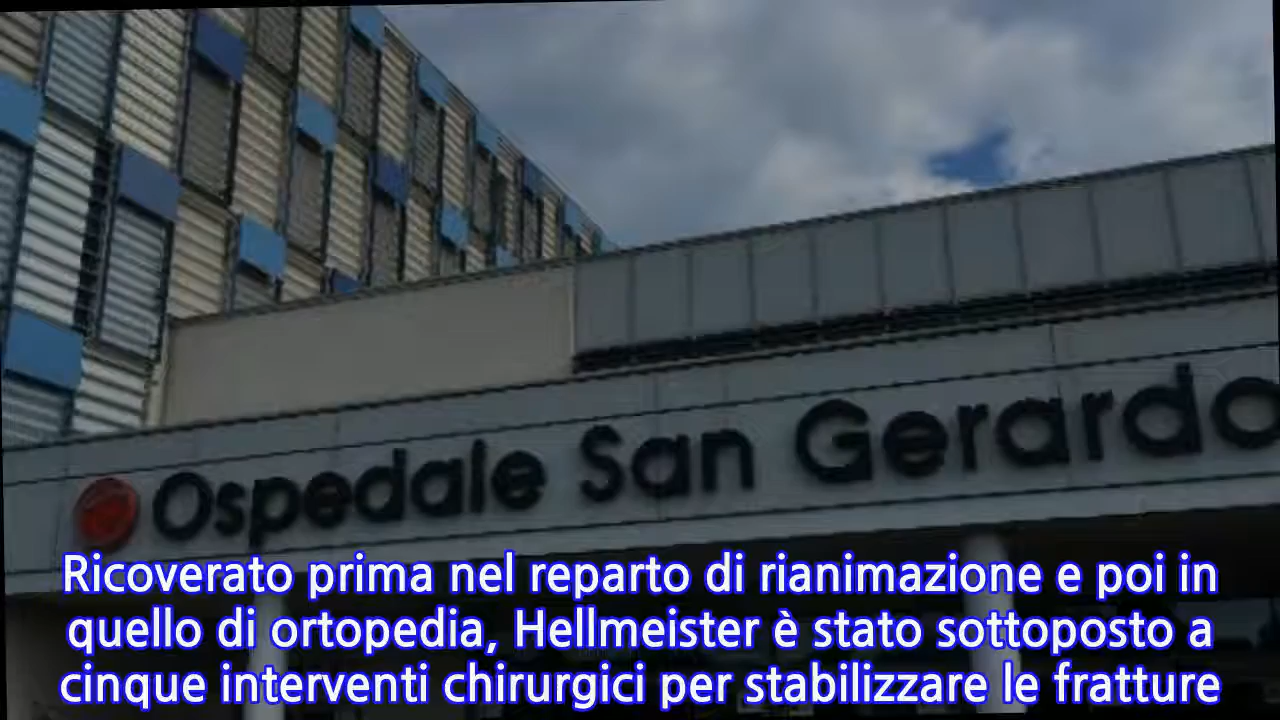 Ospedale San Gerardo
Ricoverato prima nel reparto di rianimazione e poi in
quello di ortopedia, Hellmeister è stato sottoposto a
cinque interventi chirurgici per stabilizzare le fratture